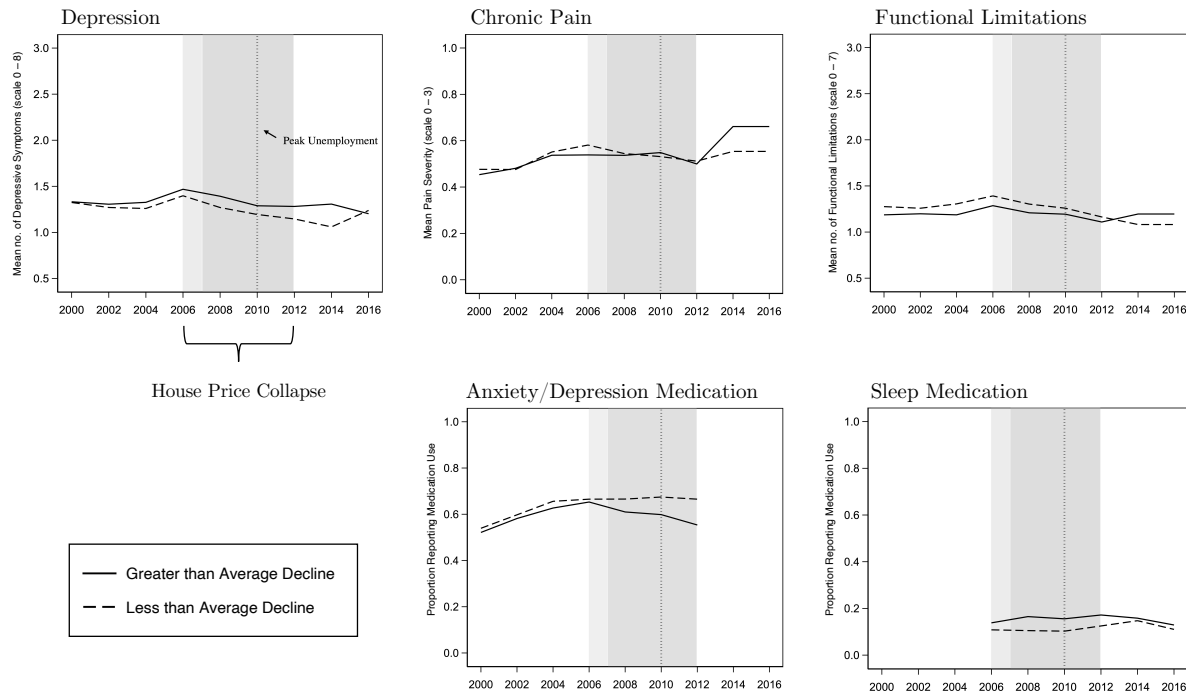 Depression
Mean no. of Depressive Symptoms (scale 0 – 8)
3.0
2.5
2.0
1.5
1.0
0.5
Peak Unemployment
2000 2002 2004 2006 2008 2010 2012 2014 2016
House Price Collapse
Chronic Pain
Mean Pain Severity (scale 0 – 3)
1.0
0.8
0.6
0.4
0.2
0.0
2000 2002 2004 2006 2008 2010 2012 2014 2016
Functional Limitations
Mean no. of Functional Limitations (scale 0 – 7)
3.0
2.5
2.0
1.5
1.0
0.5
2000 2002 2004 2006 2008 2010 2012 2014 2016
Greater than Average Decline
Less than Average Decline
Anxiety/Depression Medication
Proportion Reporting Medication Use
1.0
0.8
0.6
0.4
0.2
0.0
2000 2002 2004 2006 2008 2010 2012 2014 2016
Sleep Medication
Proportion Reporting Medication Use
1.0
0.8
0.6
0.4
0.2
0.0
2000 2002 2004 2006 2008 2010 2012 2014 2016